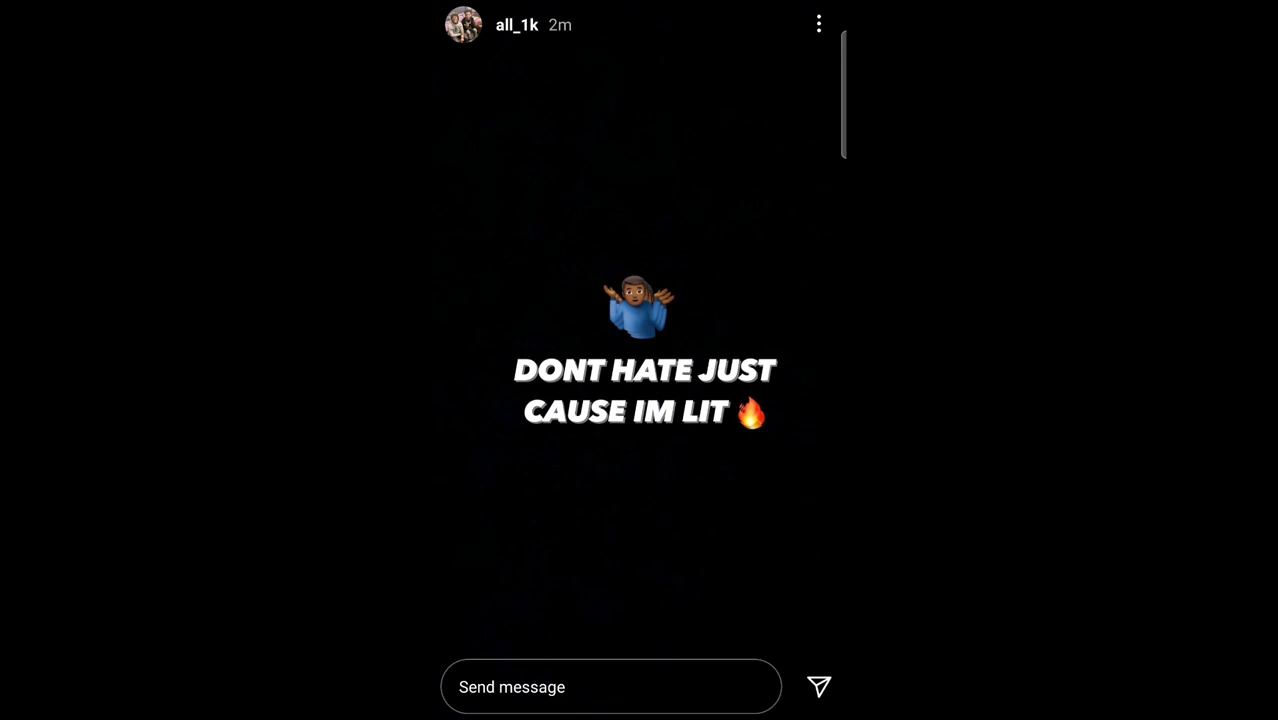 all_1k 2m
🤷🏾‍♂️
DONT HATE JUST
CAUSE IM LIT 🔥
Send message